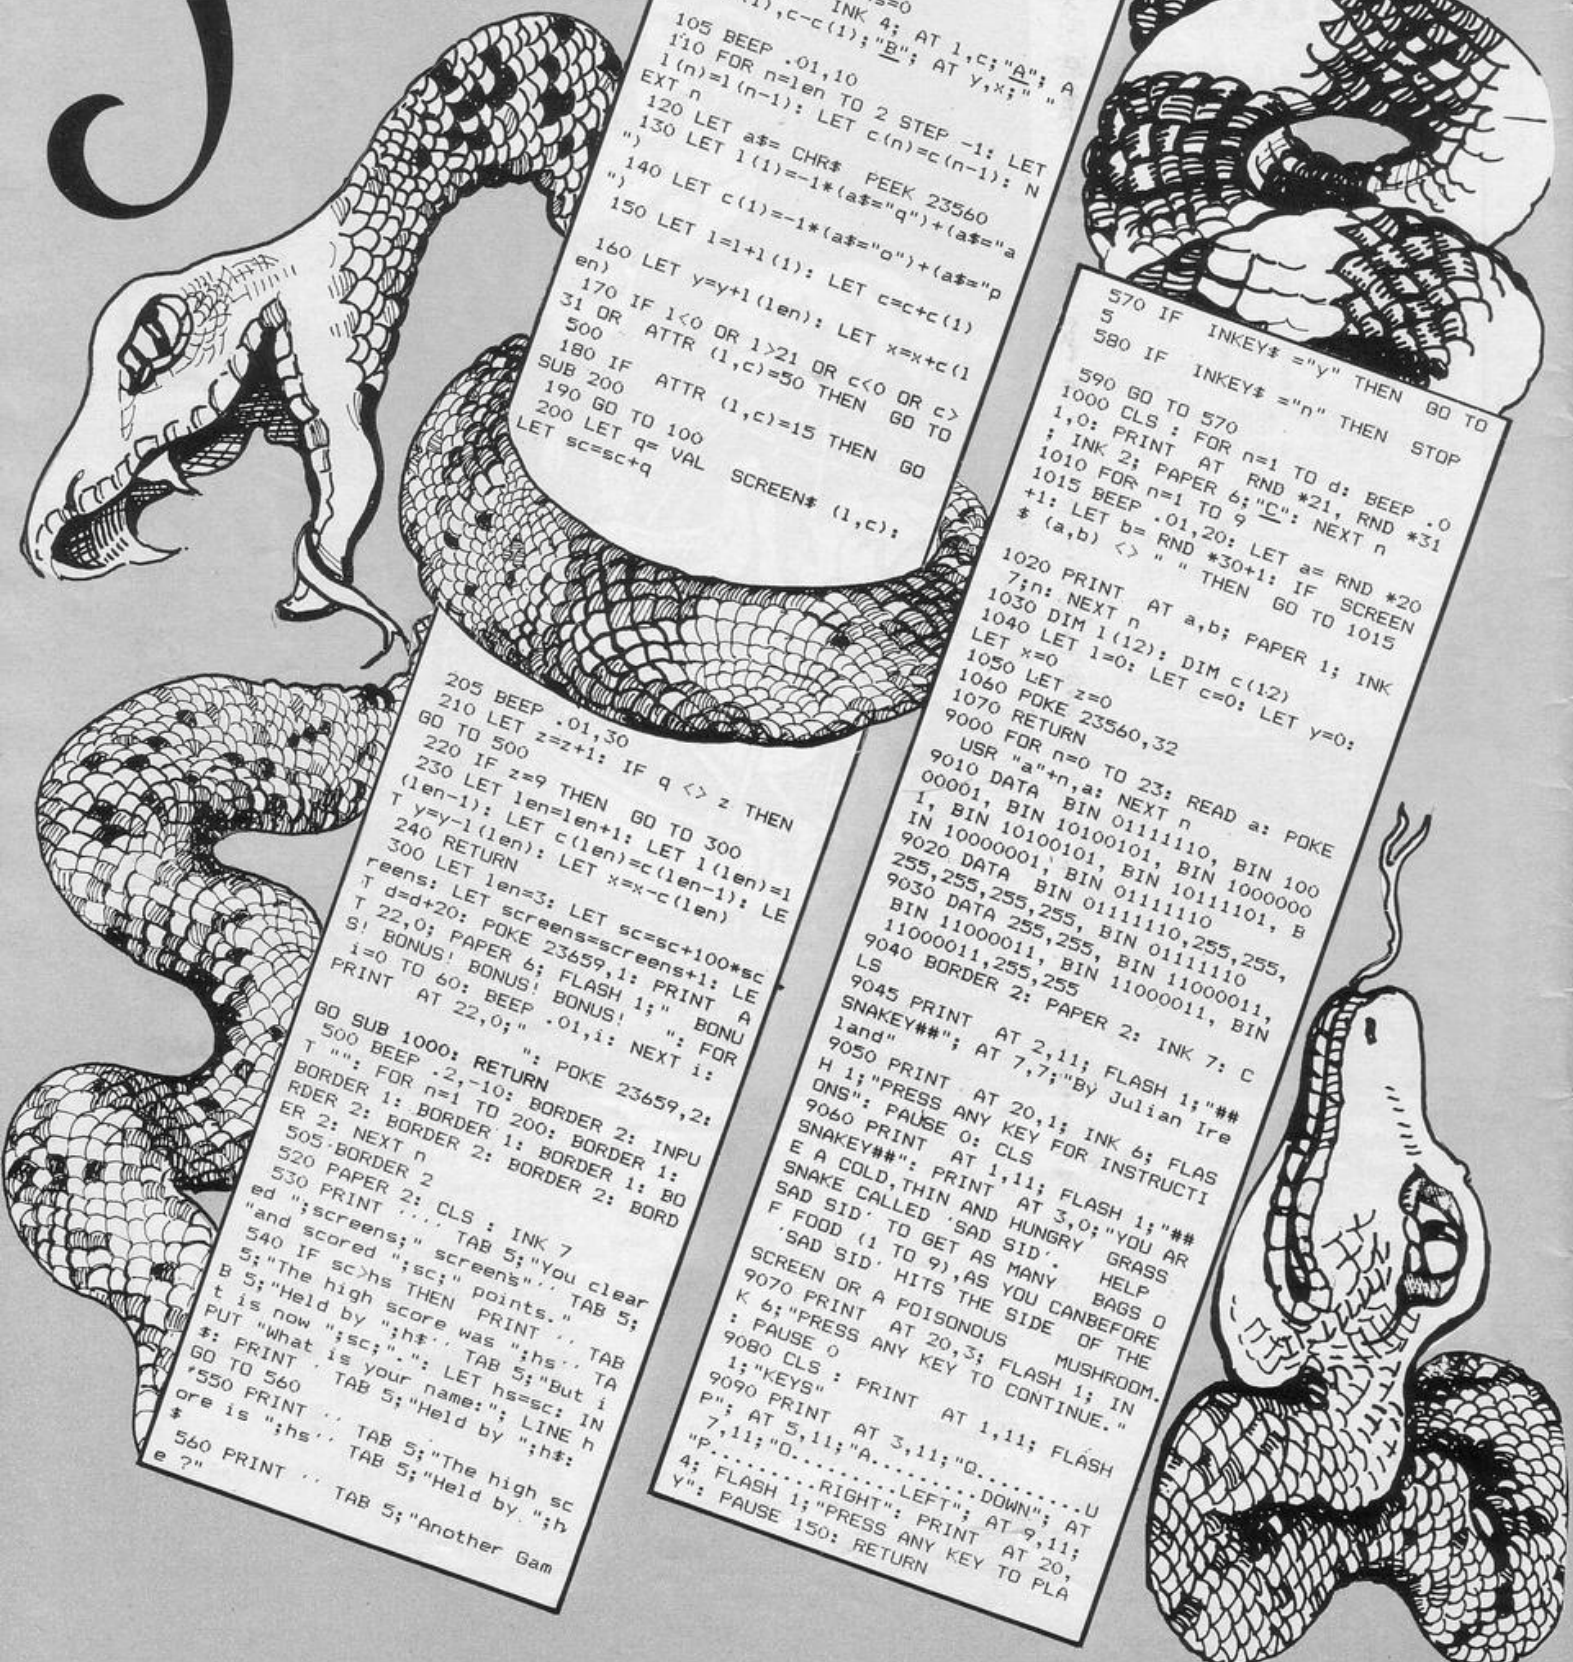 s=0
INK 4; AT l,c;"A"; A
1),c-c(1);"B"; AT y,x;" "
105 BEEP .01,10
110 FOR n=len TO 2 STEP -1: LET
l(n)=l(n-1): LET c(n)=c(n-1): N
EXT n
120 LET a$= CHR$ PEEK 23560
130 LET l(1)=-1*(a$="q")+(a$="a
")
140 LET c(1)=-1*(a$="o")+(a$="p
")
150 LET l=l+l(1): LET c=c+c(1)
160 LET y=y+l(len): LET x=x+c(l
en)
170 IF l<0 OR l>21 OR c<0 OR c>
31 OR ATTR (l,c)=50 THEN GO TO
500
180 IF ATTR (l,c)=15 THEN GO
SUB 200
190 GO TO 100
200 LET q= VAL SCREEN$ (l,c):
LET sc=sc+q
205 BEEP .01,30
210 LET z=z+1: IF q <> z THEN
GO TO 500
220 IF z=9 THEN GO TO 300
230 LET len=len+1: LET l(len)=l
(len-1): LET c(len)=c(len-1): LE
T y=y-l(len): LET x=x-c(len)
240 RETURN
300 LET len=3: LET sc=sc+100*sc
reens: LET screens=screens+1: LE
T d=d+20: POKE 23659,1: PRINT A
T 22,0; PAPER 6; FLASH 1;" BONU
S! BONUS! BONUS! BONUS! ": FOR
i=0 TO 60: BEEP .01,i: NEXT i:
PRINT AT 22,0;" ": POKE 23659,2:
GO SUB 1000: RETURN
500 BEEP .2,-10: BORDER 2: INPU
T "": FOR n=1 TO 200: BORDER 1:
BORDER 1: BORDER 1: BORDER 1: BO
RDER 2: BORDER 2: BORDER 2: BORD
ER 2: NEXT n
505 BORDER 2
520 PAPER 2: CLS : INK 7
530 PRINT '''' TAB 5;"You clear
ed ";screens;" screens"'' TAB 5;
"and scored ";sc;" points."
540 IF sc>hs THEN PRINT '' TAB
5;"The high score was ";hs'' TAB
5;"Held by ";h$'' TAB 5;"But i
t is now ";sc;".": LET hs=sc: IN
PUT "What is your name:"; LINE h
$: PRINT ' TAB 5;"Held by ";h$:
GO TO 560
550 PRINT '' TAB 5;"The high sc
ore is ";hs'' TAB 5;"Held by ";h
$
560 PRINT '' TAB 5;"Another Gam
e ?"
570 IF INKEY$ ="y" THEN GO TO
5
580 IF INKEY$ ="n" THEN STOP
590 GO TO 570
1000 CLS : FOR n=1 TO d: BEEP .0
1,0: PRINT AT RND *21, RND *31
; INK 2; PAPER 6;"C": NEXT n
1010 FOR n=1 TO 9
1015 BEEP .01,20: LET a= RND *20
+1: LET b= RND *30+1: IF SCREEN
$ (a,b) <> " " THEN GO TO 1015
1020 PRINT AT a,b; PAPER 1; INK
7;n: NEXT n
1030 DIM l(12): DIM c(12)
1040 LET l=0: LET c=0: LET y=0:
LET x=0
1050 LET z=0
1060 POKE 23560,32
1070 RETURN
9000 FOR n=0 TO 23: READ a: POKE
USR "a"+n,a: NEXT n
9010 DATA BIN 01111110, BIN 100
00001, BIN 10100101, BIN 1000000
1, BIN 10100101, BIN 10111101, B
IN 10000001, BIN 01111110
9020 DATA BIN 01111110,255,255,
255,255,255,255, BIN 01111110
9030 DATA 255,255, BIN 11000011,
BIN 11000011, BIN 11000011, BIN
11000011,255,255
9040 BORDER 2: PAPER 2: INK 7: C
LS
9045 PRINT AT 2,11; FLASH 1;"##
SNAKEY##"; AT 7,7;"By Julian Ire
land"
9050 PRINT AT 20,1; INK 6; FLAS
H 1;"PRESS ANY KEY FOR INSTRUCTI
ONS": PAUSE 0: CLS
9060 PRINT AT 1,11; FLASH 1;"##
SNAKEY##": PRINT AT 3,0;"YOU AR
E A COLD,THIN AND HUNGRY GRASS
SNAKE CALLED 'SAD SID'. HELP
'SAD SID' TO GET AS MANY BAGS O
F FOOD (1 TO 9),AS YOU CANBEFORE
'SAD SID' HITS THE SIDE OF THE
SCREEN OR A POISONOUS MUSHROOM.
9070 PRINT AT 20,3; FLASH 1; IN
K 6;"PRESS ANY KEY TO CONTINUE."
: PAUSE 0
9080 CLS : PRINT AT 1,11; FLASH
1;"KEYS"
9090 PRINT AT 3,11;"Q.........U
P"; AT 5,11;"A.........DOWN"; AT
7,11;"O.........LEFT"; AT 9,11;
"P.........RIGHT": PRINT AT 20,
4; FLASH 1;"PRESS ANY KEY TO PLA
Y": PAUSE 150: RETURN